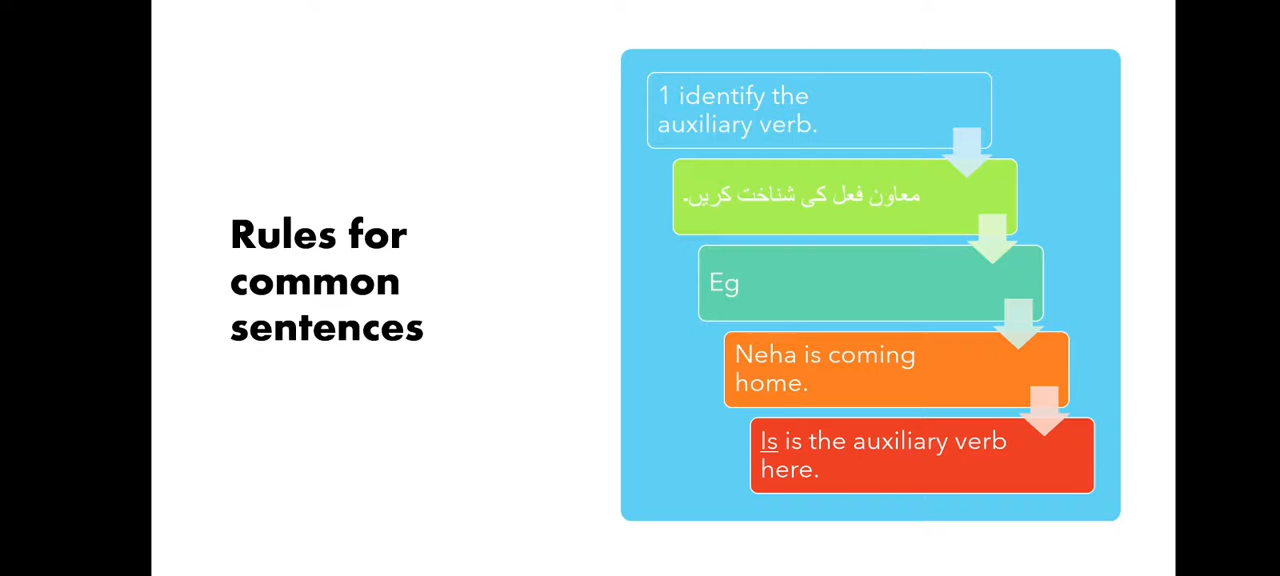 Rules for
common
sentences
1 identify the
auxiliary verb.
معاون فعل کی شناخت کریں۔
Eg
Neha is coming
home.
Is is the auxiliary verb
here.